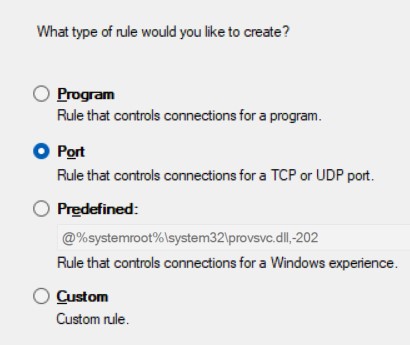 What type of rule would you like to create?
Program
Rule that controls connections for a program.
Port
Rule that controls connections for a TCP or UDP port.
Predefined:
@%systemroot%\system32\provsvc.dll,-202
Rule that controls connections for a Windows experience.
Custom
Custom rule.